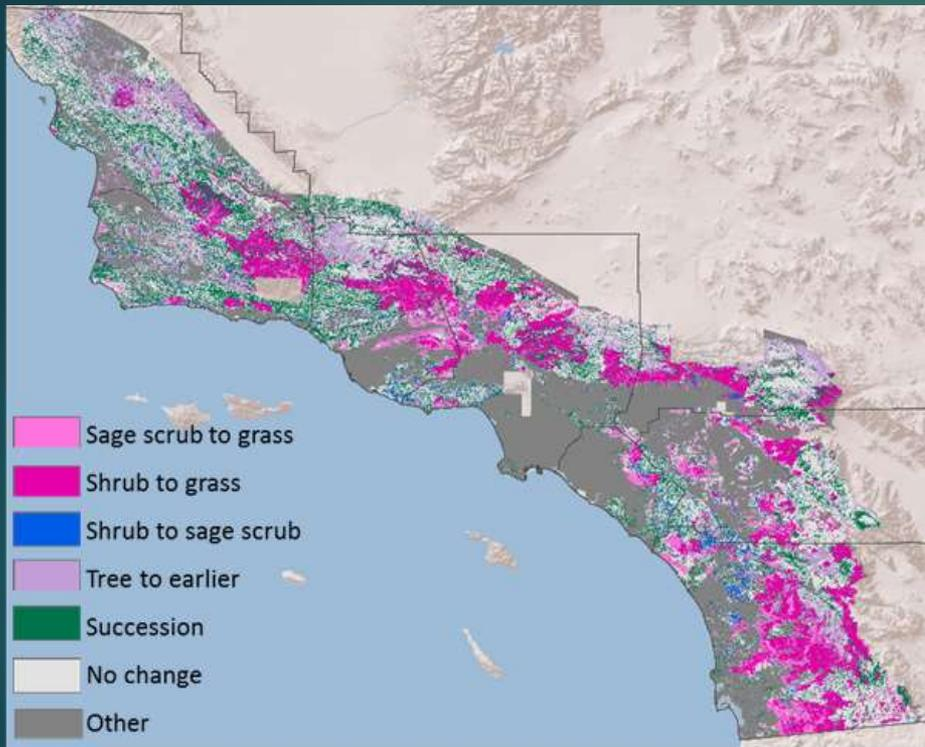 Sage scrub to grass
Shrub to grass
Shrub to sage scrub
Tree to earlier
Succession
No change
Other